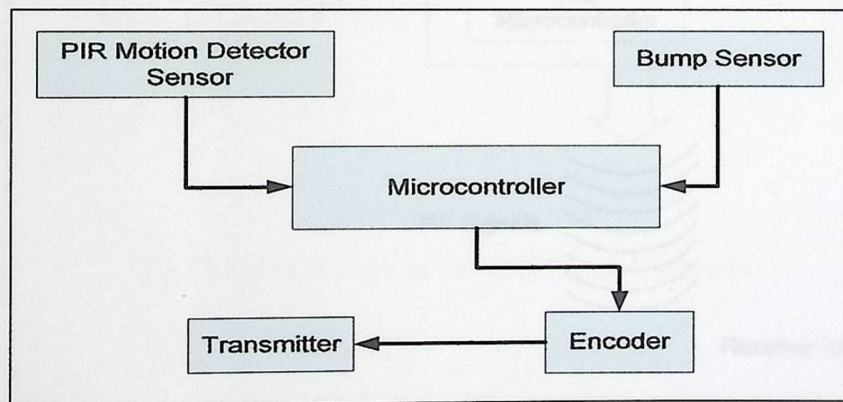 PIR Motion Detector
Sensor
Bump Sensor
Microcontroller
Transmitter
Encoder